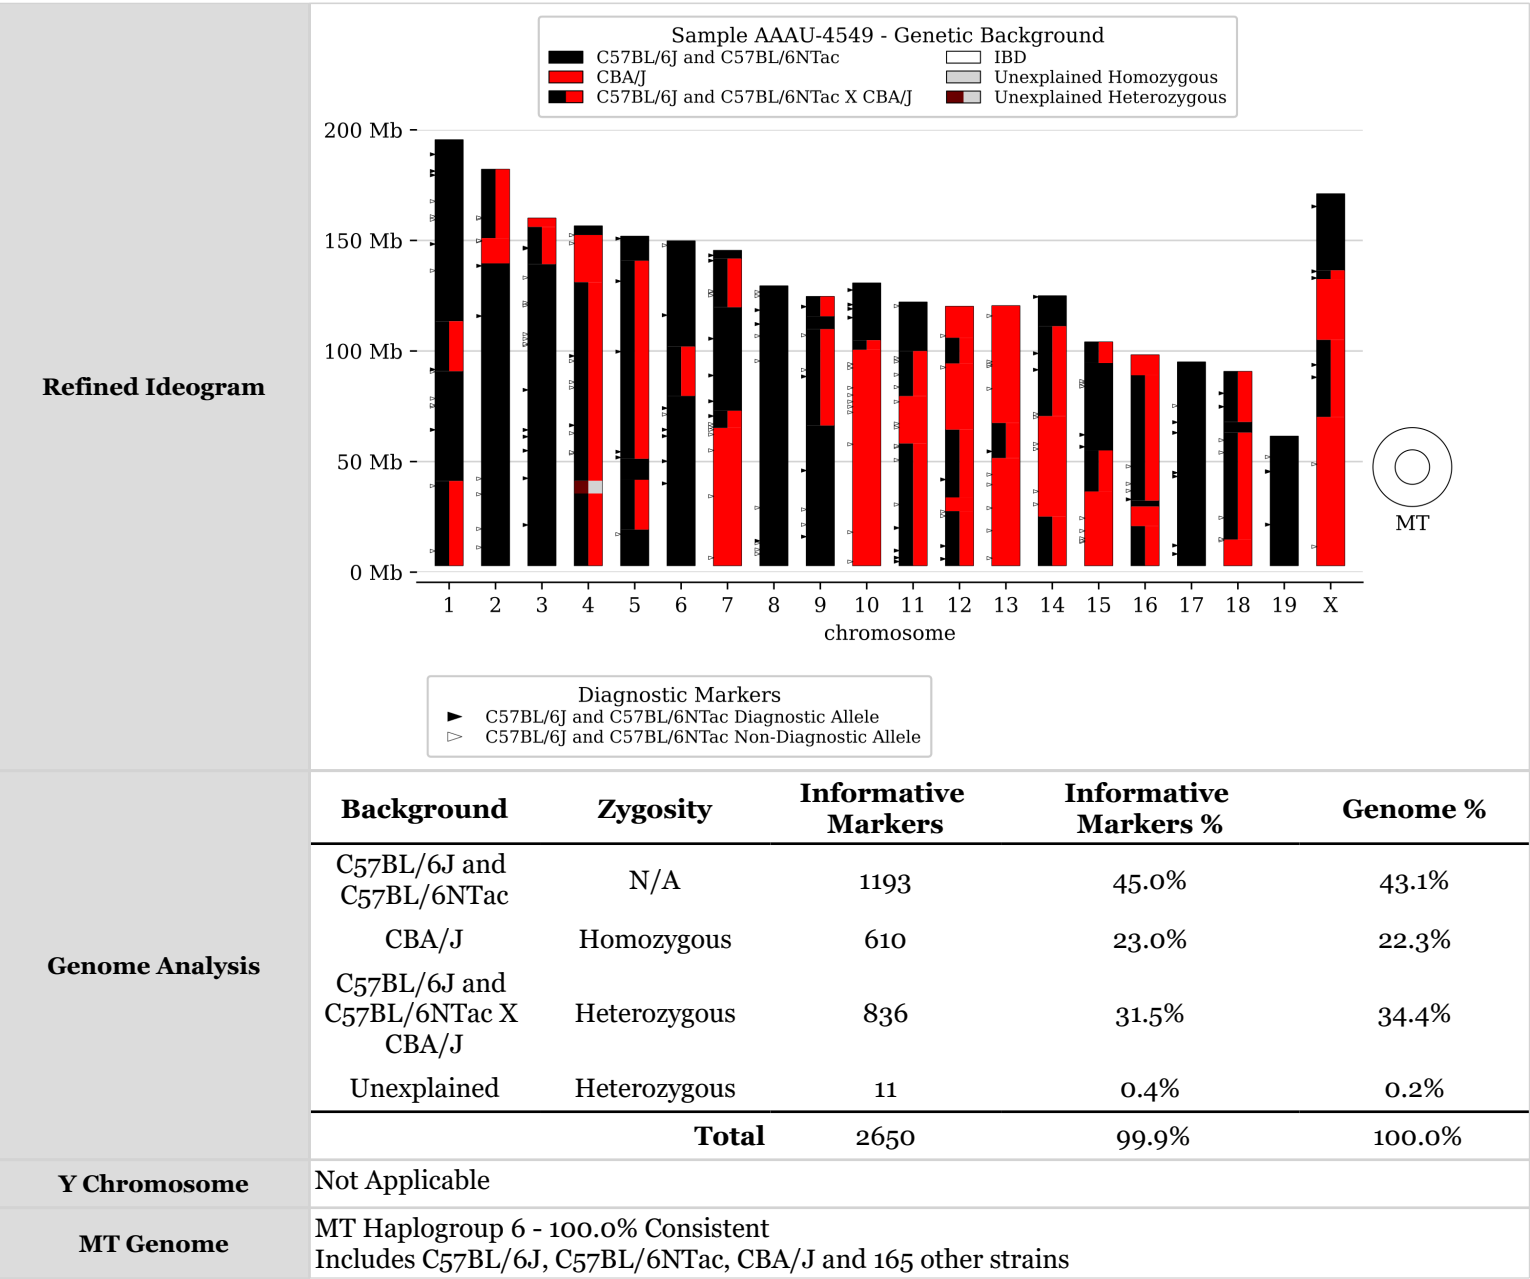 Refined Ideogram
Sample AAAU-4549 - Genetic Background
C57BL/6J and C57BL/6NTac
CBA/J
C57BL/6J and C57BL/6NTac X CBA/J
IBD
Unexplained Homozygous
Unexplained Heterozygous
200 Mb
150 Mb
100 Mb
50 Mb
0 Mb
1 2 3 4 5 6 7 8 9 10 11 12 13 14 15 16 17 18 19 X
chromosome
MT
Diagnostic Markers
C57BL/6J and C57BL/6NTac Diagnostic Allele
C57BL/6J and C57BL/6NTac Non-Diagnostic Allele
Genome Analysis
Background Zygosity Informative Markers Informative Markers % Genome %
C57BL/6J and C57BL/6NTac N/A 1193 45.0% 43.1%
CBA/J Homozygous 610 23.0% 22.3%
C57BL/6J and C57BL/6NTac X CBA/J Heterozygous 836 31.5% 34.4%
Unexplained Heterozygous 11 0.4% 0.2%
Total 2650 99.9% 100.0%
Y Chromosome
Not Applicable
MT Genome
MT Haplogroup 6 - 100.0% Consistent
Includes C57BL/6J, C57BL/6NTac, CBA/J and 165 other strains